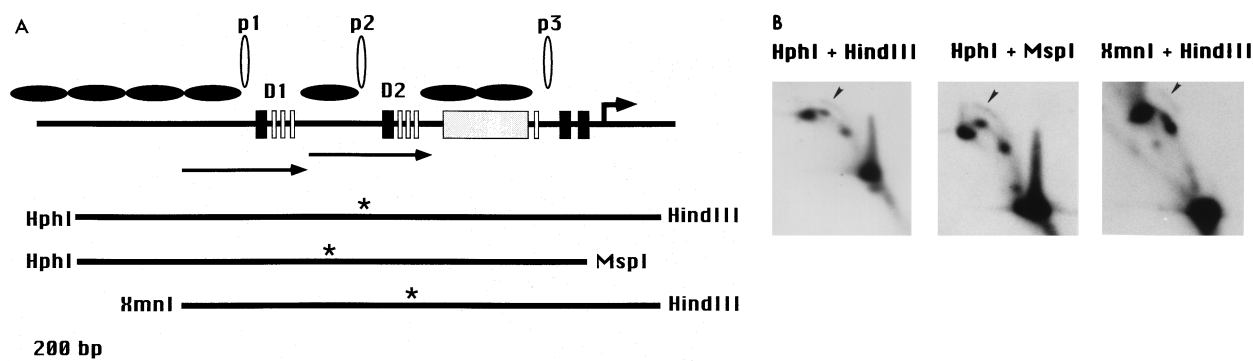 A
p1 p2 p3
D1 D2
HphI * HindIII
HphI * MspI
XmnI * HindIII
200 bp
B
HphI + HindIII HphI + MspI XmnI + HindIII